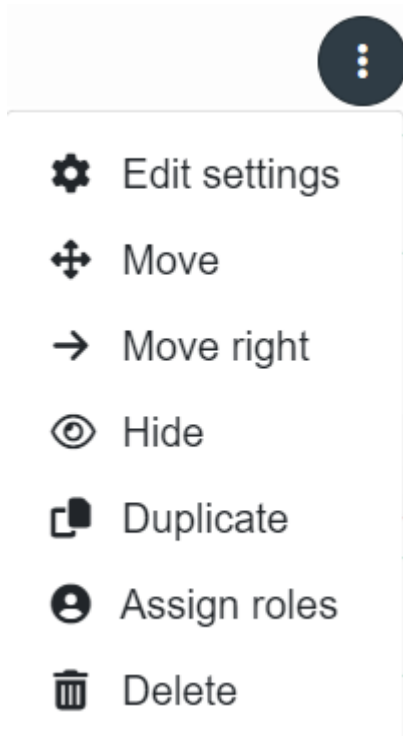 Edit settings
Move
Move right
Hide
Duplicate
Assign roles
Delete